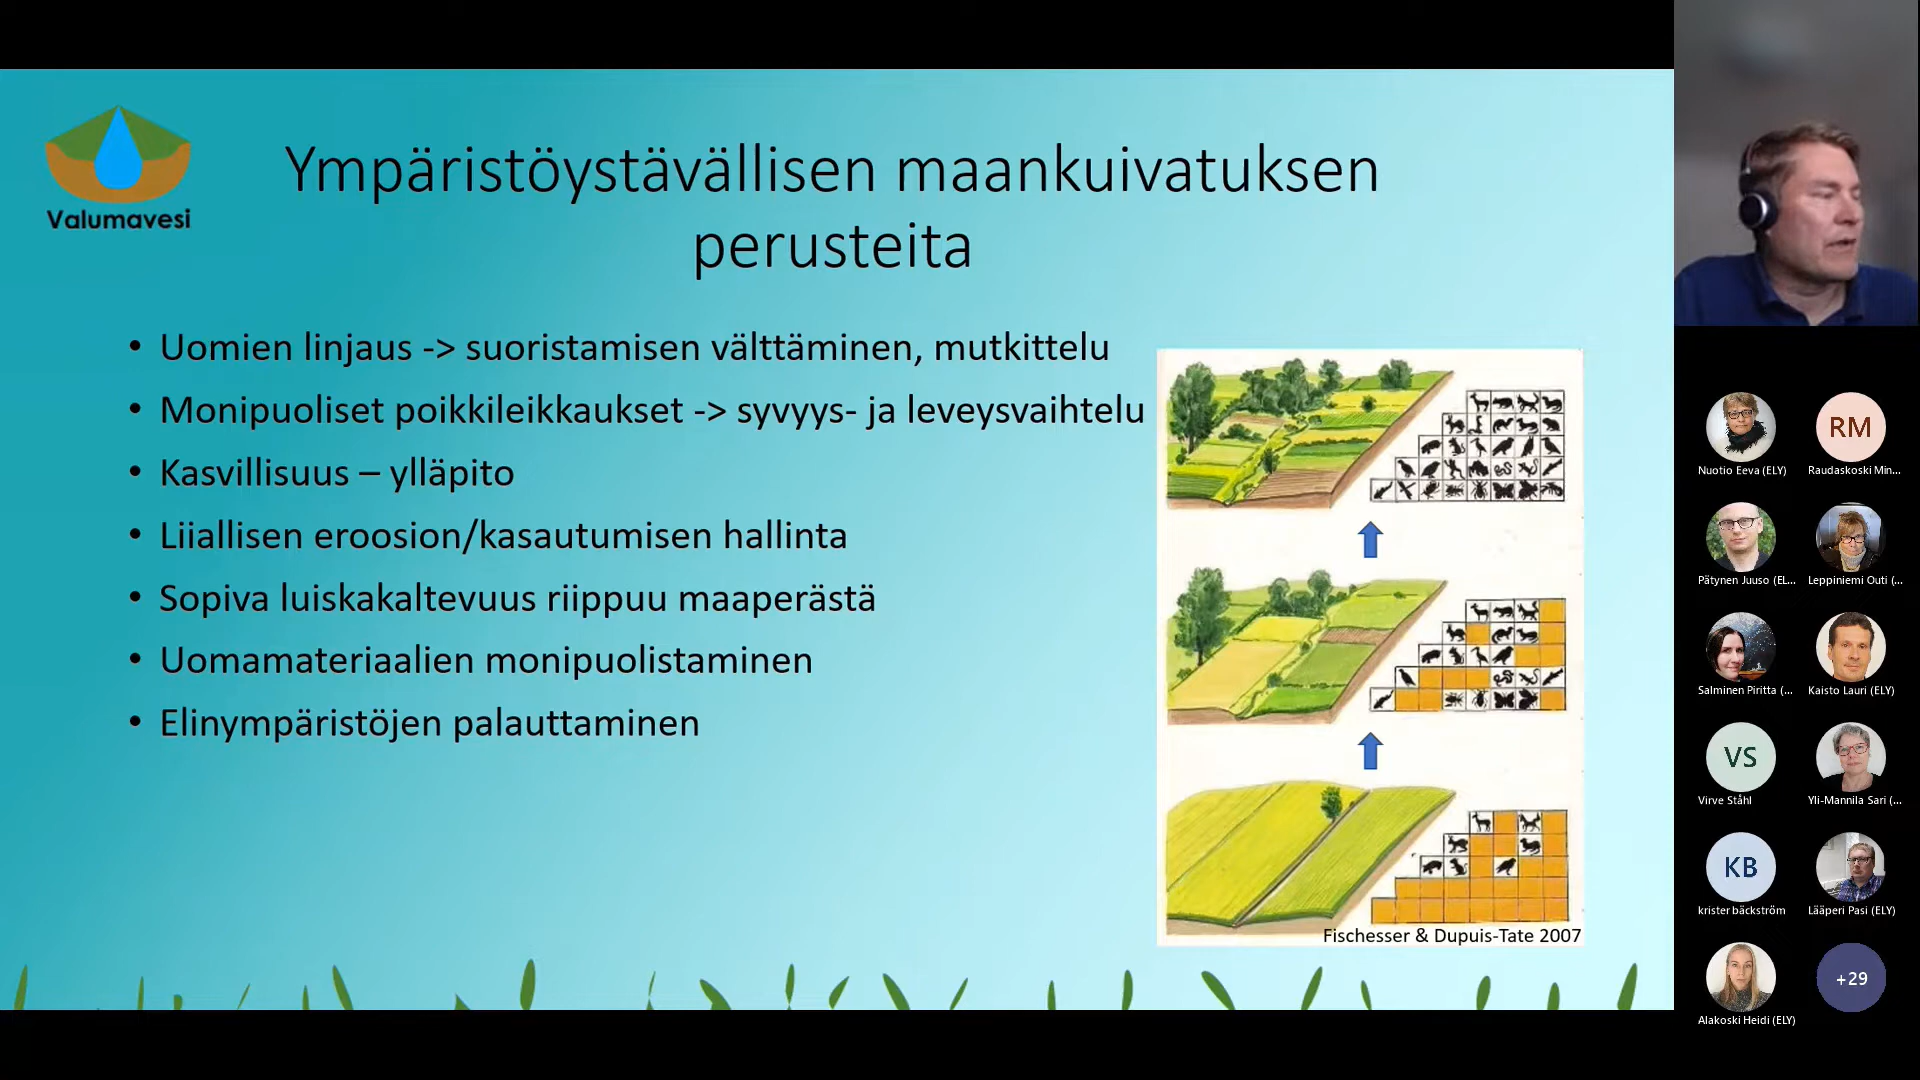 Valumavesi
Ympäristöystävällisen maankuivatuksen
perusteita
• Uomien linjaus -> suoristamisen välttäminen, mutkittelu
• Monipuoliset poikkileikkaukset -> syvyys- ja leveysvaihtelu
• Kasvillisuus – ylläpito
• Liiallisen eroosion/kasautumisen hallinta
• Sopiva luiskakaltevuus riippuu maaperästä
• Uomamateriaalien monipuolistaminen
• Elinympäristöjen palauttaminen
Fischesser & Dupuis-Tate 2007
Nuotio Eeva (ELY)
RM
Raudaskoski Min...
Pätynen Juuso (EL...
Leppiniemi Outi (...
Salminen Piritta (...
Kaisto Lauri (ELY)
VS
Virve Ståhl
Yli-Mannila Sari (...
KB
krister bäckström
Lääperi Pasi (ELY)
Alakoski Heidi (ELY)
+29